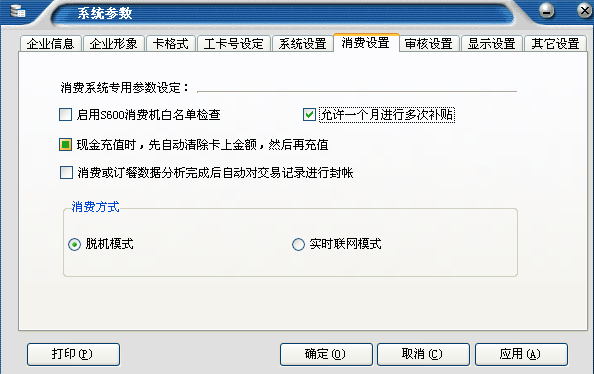 系统参数
企业信息 企业形象 卡格式 工卡号设定 系统设置 消费设置 审核设置 显示设置 其它设置
消费系统专用参数设定：
启用S600消费机白名单检查 允许一个月进行多次补贴
现金充值时，先自动清除卡上金额，然后再充值
消费或订餐数据分析完成后自动对交易记录进行封帐
消费方式
脱机模式 实时联网模式
打印(P) 确定(O) 取消(C) 应用(A)